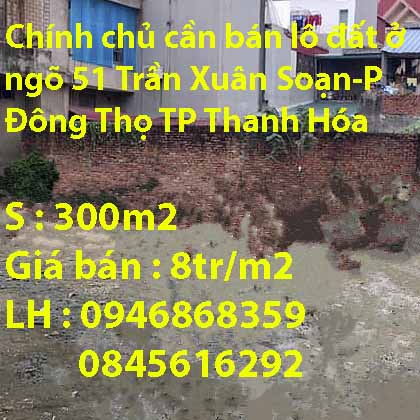 Chính chủ cần bán lô đất ở
ngõ 51 Trần Xuân Soạn-P
Đông Thọ TP Thanh Hóa
S : 300m2
Giá bán : 8tr/m2
LH : 0946868359
0845616292